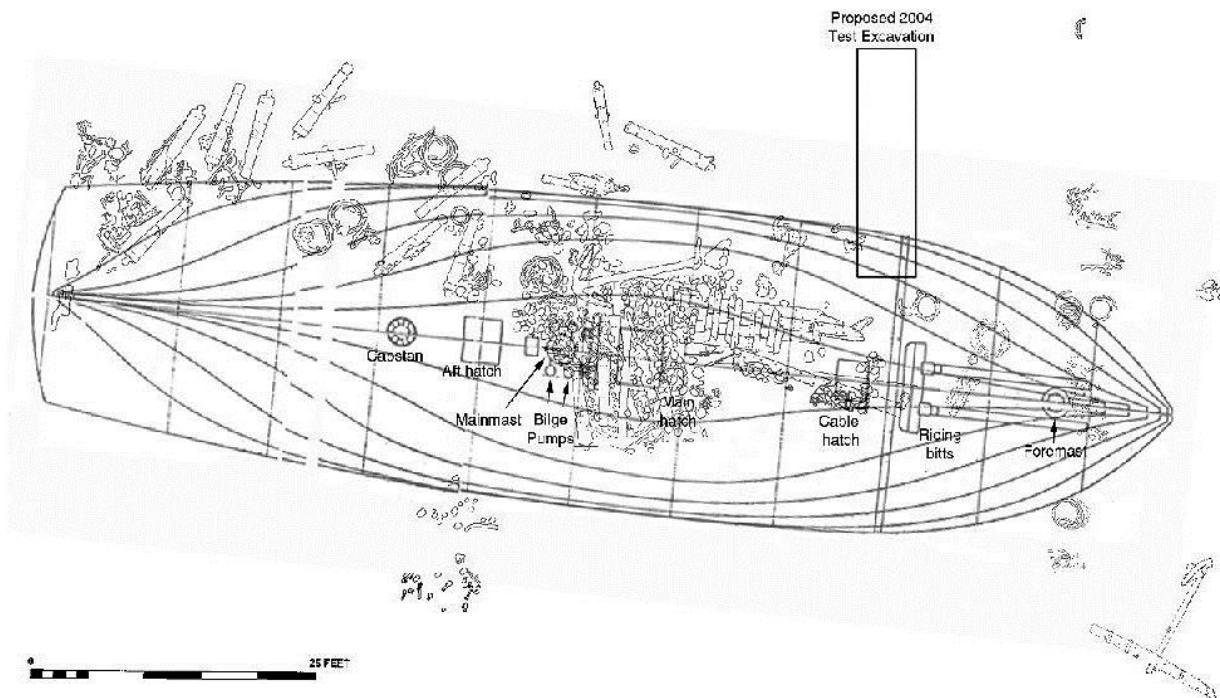 Proposed 2004
Test Excavation
Capstan
Aft hatch
Mainmast
Bilge
Pumps
Main
hatch
Cable
hatch
Riding
bitts
Foremast
0
25 FEET